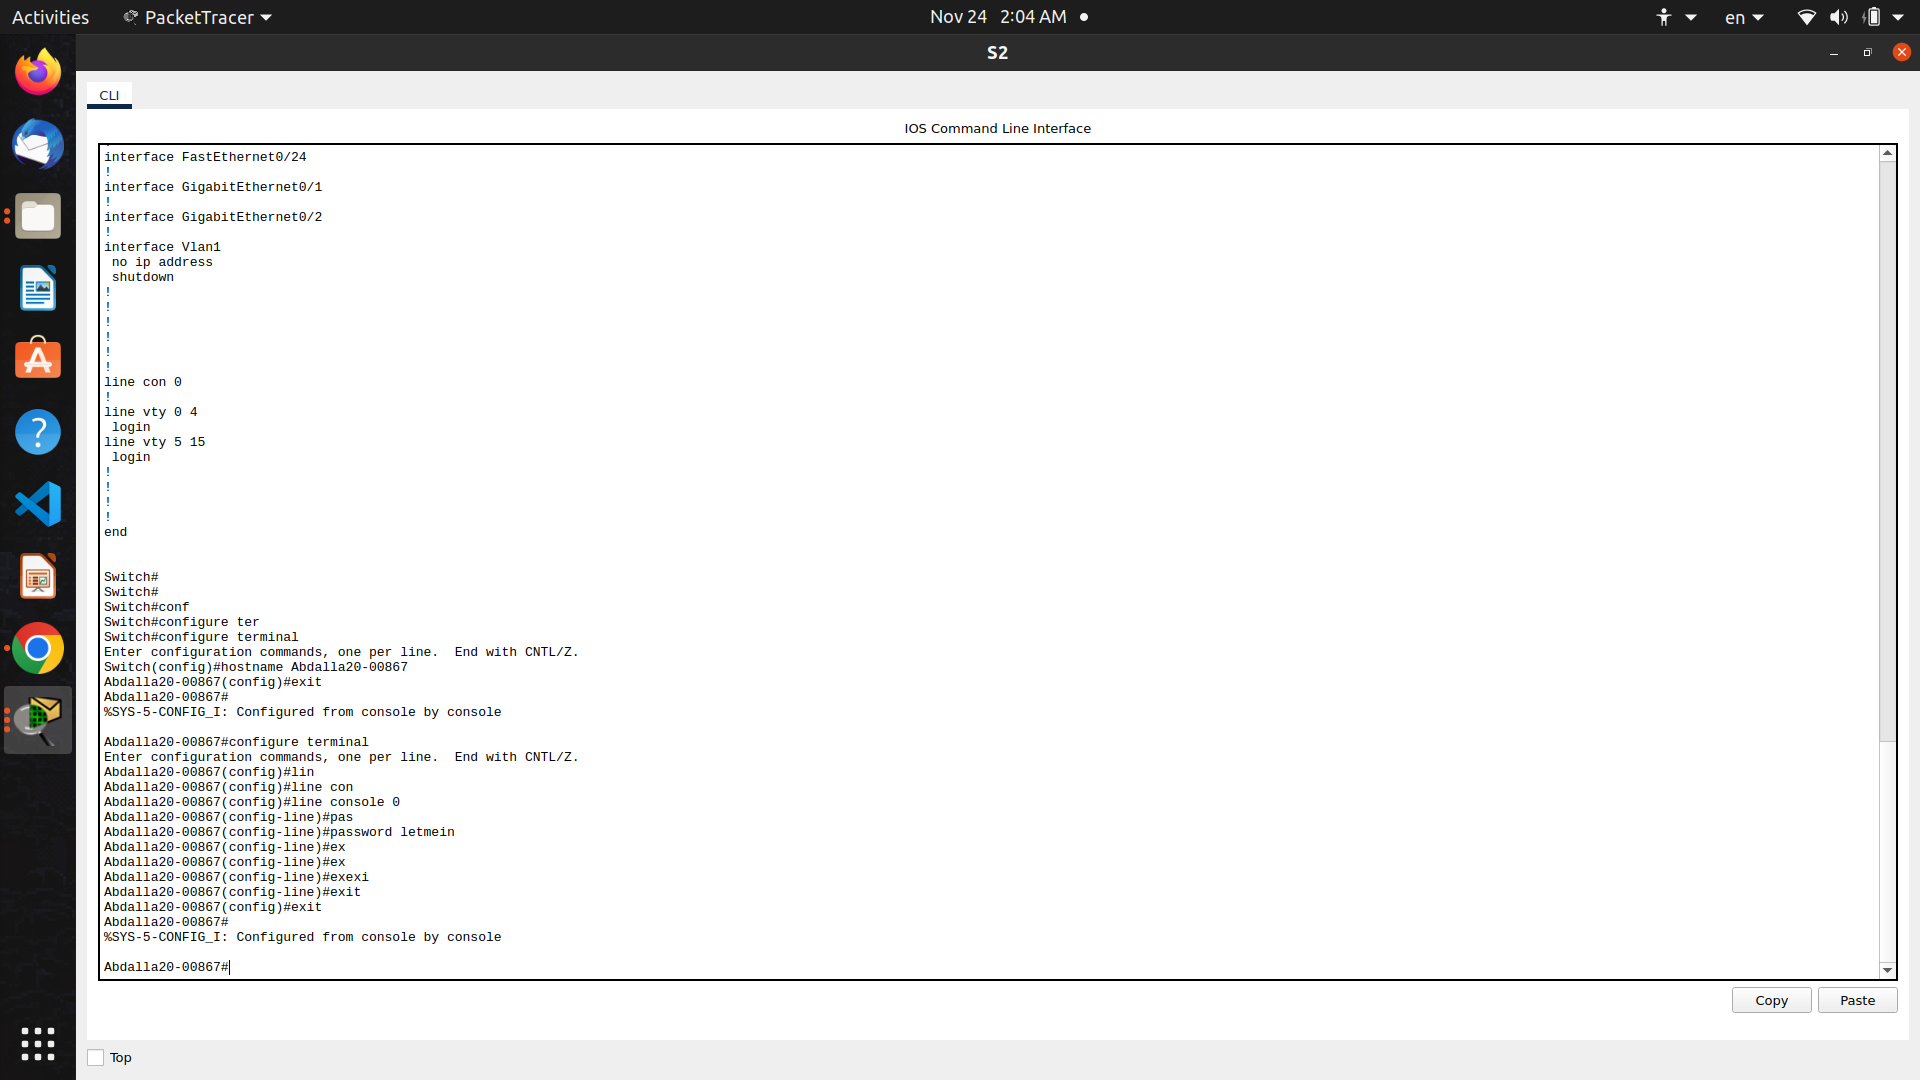 Activities
PacketTracer
Nov 24 2:04 AM
en
S2
CLI
IOS Command Line Interface
interface FastEthernet0/24
!
interface GigabitEthernet0/1
!
interface GigabitEthernet0/2
!
interface Vlan1
 no ip address
 shutdown
!
!
!
!
!
!
line con 0
!
line vty 0 4
 login
line vty 5 15
 login
!
!
!
!
end
Switch#
Switch#
Switch#conf
Switch#configure ter
Switch#configure terminal
Enter configuration commands, one per line.  End with CNTL/Z.
Switch(config)#hostname Abdalla20-00867
Abdalla20-00867(config)#exit
Abdalla20-00867#
%SYS-5-CONFIG_I: Configured from console by console
Abdalla20-00867#configure terminal
Enter configuration commands, one per line.  End with CNTL/Z.
Abdalla20-00867(config)#lin
Abdalla20-00867(config)#line con
Abdalla20-00867(config)#line console 0
Abdalla20-00867(config-line)#pas
Abdalla20-00867(config-line)#password letmein
Abdalla20-00867(config-line)#ex
Abdalla20-00867(config-line)#ex
Abdalla20-00867(config-line)#exexi
Abdalla20-00867(config-line)#exit
Abdalla20-00867(config)#exit
Abdalla20-00867#
%SYS-5-CONFIG_I: Configured from console by console
Abdalla20-00867#
Copy
Paste
Top